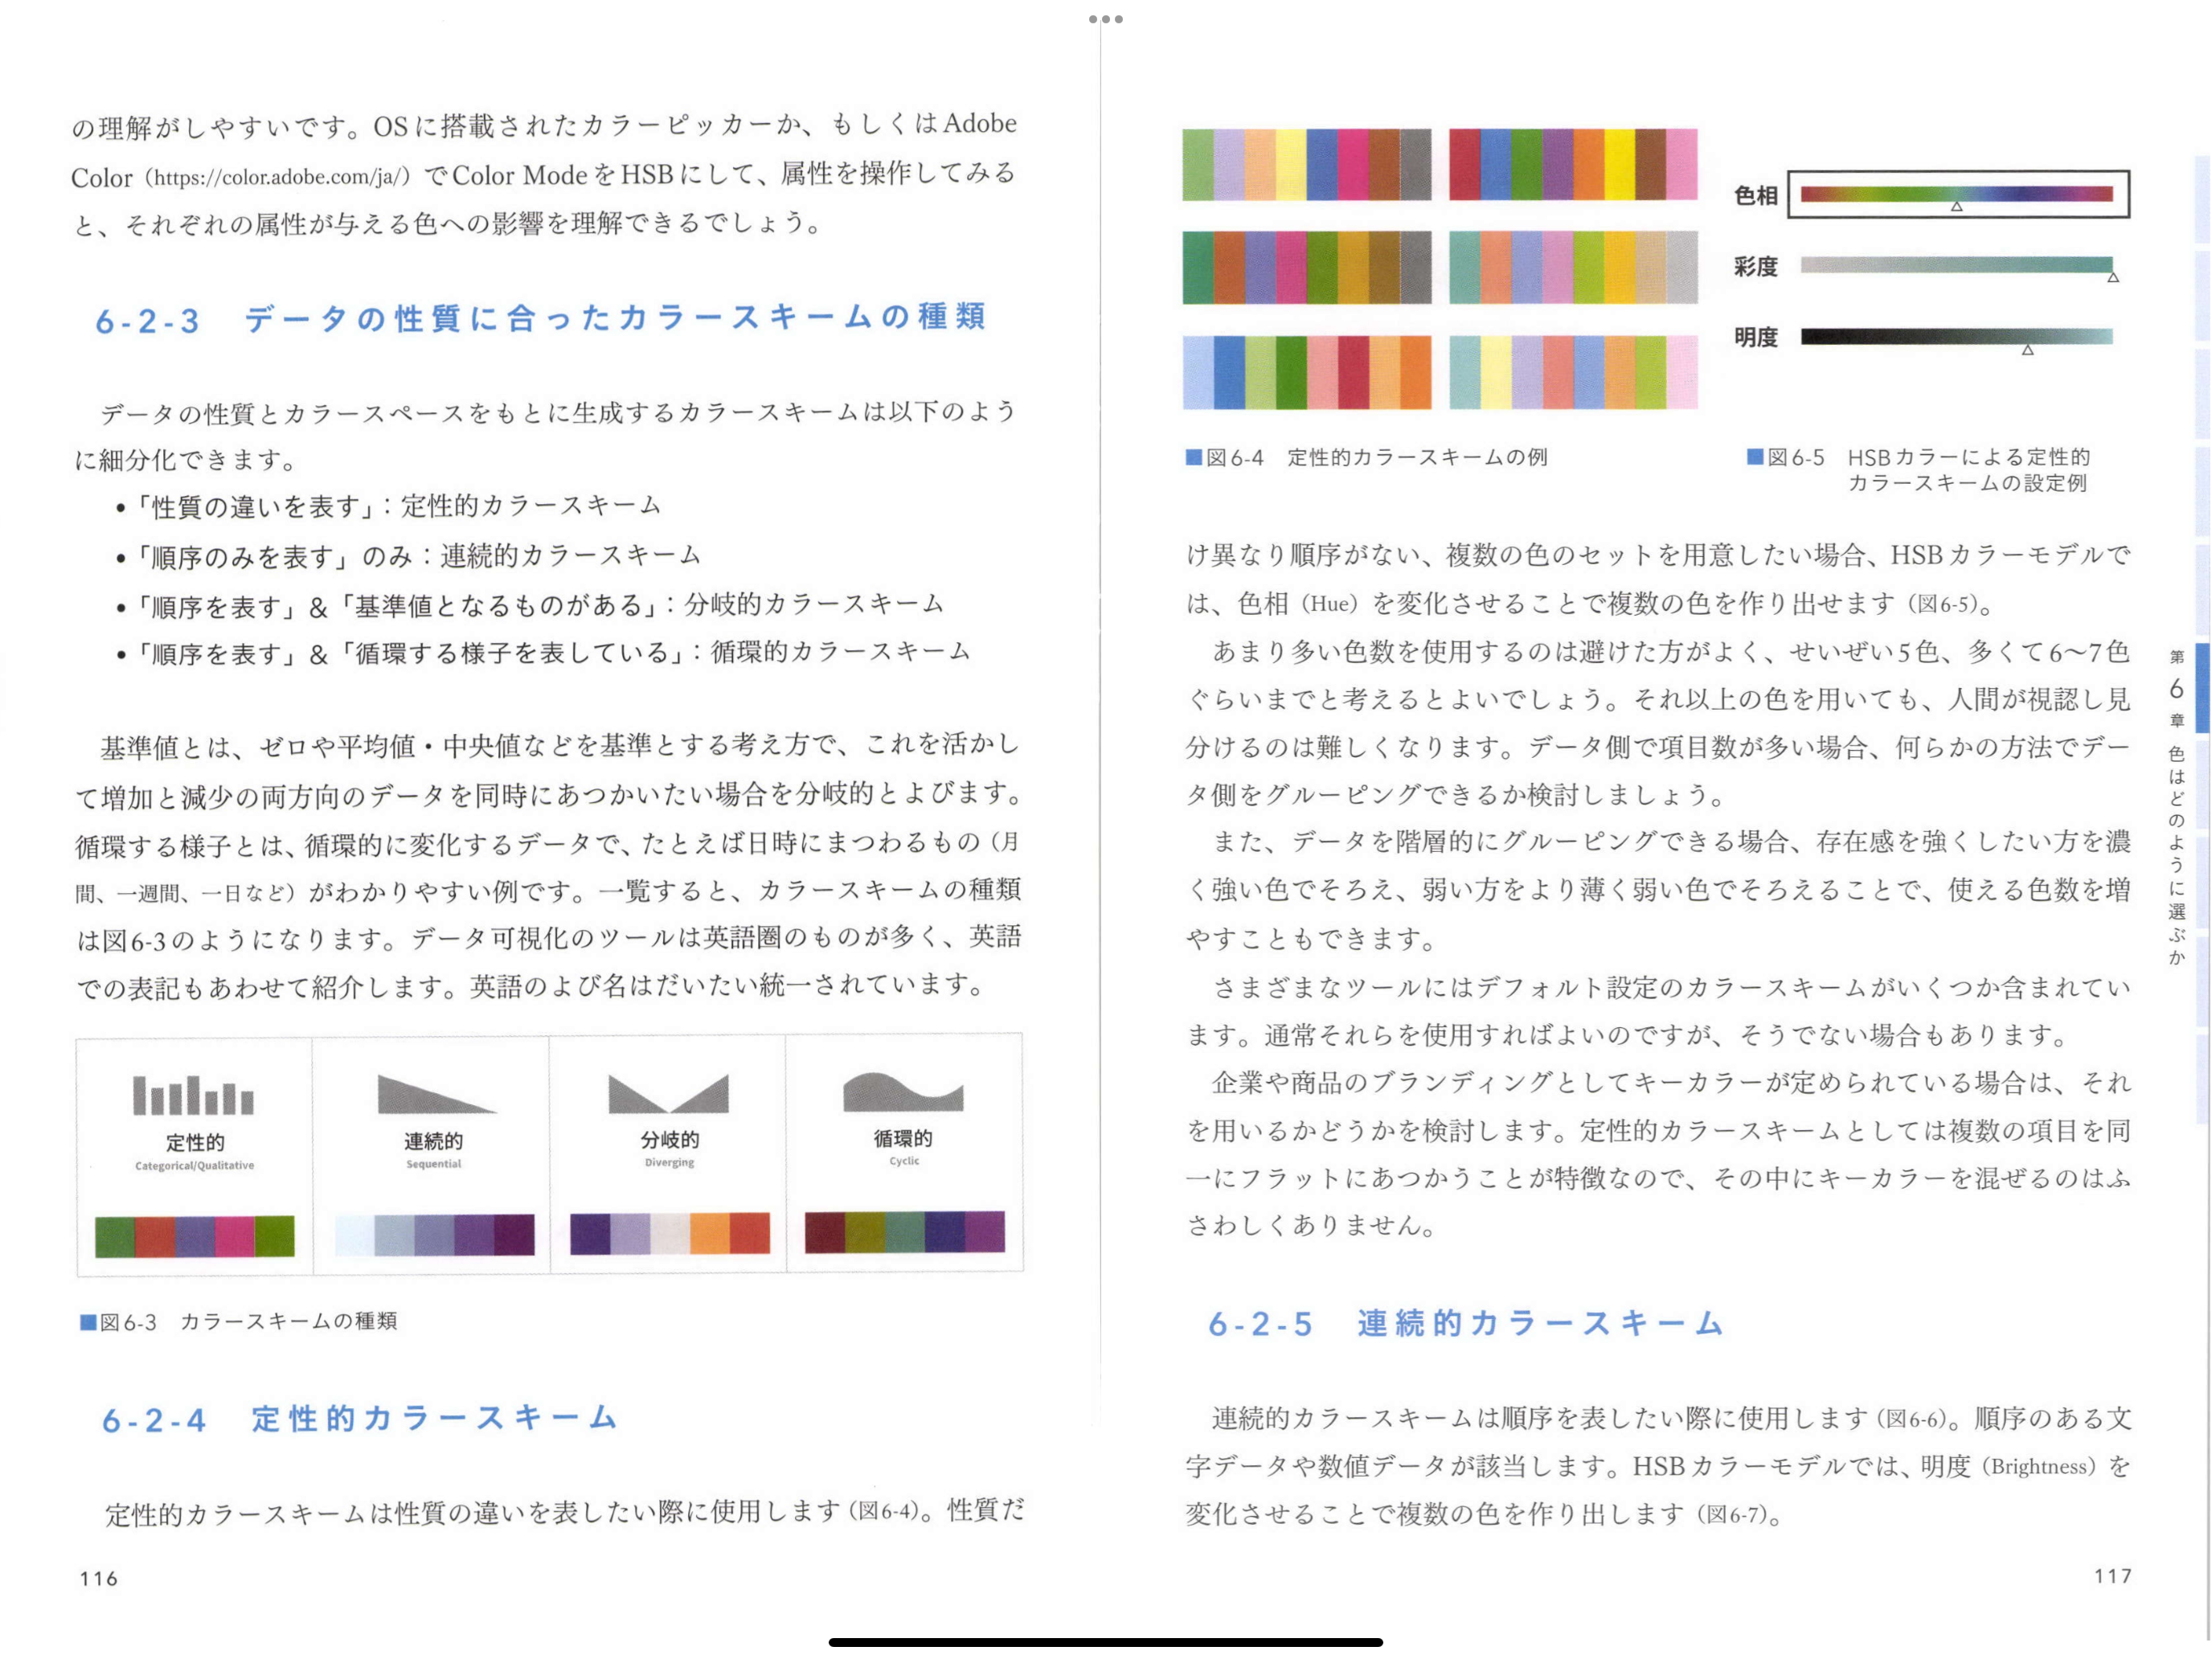 の理解がしやすいです。OSに搭載されたカラーピッカーか、もしくはAdobe
Color（https://color.adobe.com/ja/）でColor ModeをHSBにして、属性を操作してみる
と、それぞれの属性が与える色への影響を理解できるでしょう。
6-2-3 データの性質に合ったカラースキームの種類
データの性質とカラースペースをもとに生成するカラースキームは以下のよう
に細分化できます。
•「性質の違いを表す」：定性的カラースキーム
•「順序のみを表す」のみ：連続的カラースキーム
•「順序を表す」＆「基準値となるものがある」：分岐的カラースキーム
•「順序を表す」＆「循環する様子を表している」：循環的カラースキーム
基準値とは、ゼロや平均値・中央値などを基準とする考え方で、これを活かし
て増加と減少の両方向のデータを同時にあつかいたい場合を分岐的とよびます。
循環する様子とは、循環的に変化するデータで、たとえば日時にまつわるもの（月
間、一週間、一日など）がわかりやすい例です。一覧すると、カラースキームの種類
は図6-3のようになります。データ可視化のツールは英語圏のものが多く、英語
での表記もあわせて紹介します。英語のよび名はだいたい統一されています。
定性的
Categorical/Qualitative
連続的
Sequential
分岐的
Diverging
循環的
Cyclic
■図6-3 カラースキームの種類
6-2-4 定性的カラースキーム
定性的カラースキームは性質の違いを表したい際に使用します（図6-4）。性質だ
116
色相
彩度
明度
■図6-4 定性的カラースキームの例
■図6-5 HSBカラーによる定性的
カラースキームの設定例
け異なり順序がない、複数の色のセットを用意したい場合、HSBカラーモデルで
は、色相（Hue）を変化させることで複数の色を作り出せます（図6-5）。
あまり多い色数を使用するのは避けた方がよく、せいぜい5色、多くて6〜7色
ぐらいまでと考えるとよいでしょう。それ以上の色を用いても、人間が視認し見
分けるのは難しくなります。データ側で項目数が多い場合、何らかの方法でデー
タ側をグルーピングできるか検討しましょう。
また、データを階層的にグルーピングできる場合、存在感を強くしたい方を濃
く強い色でそろえ、弱い方をより薄く弱い色でそろえることで、使える色数を増
やすこともできます。
さまざまなツールにはデフォルト設定のカラースキームがいくつか含まれてい
ます。通常それらを使用すればよいのですが、そうでない場合もあります。
企業や商品のブランディングとしてキーカラーが定められている場合は、それ
を用いるかどうかを検討します。定性的カラースキームとしては複数の項目を同
一にフラットにあつかうことが特徴なので、その中にキーカラーを混ぜるのはふ
さわしくありません。
6-2-5 連続的カラースキーム
連続的カラースキームは順序を表したい際に使用します（図6-6）。順序のある文
字データや数値データが該当します。HSBカラーモデルでは、明度（Brightness）を
変化させることで複数の色を作り出します（図6-7）。
117
第6章 色はどのように選ぶか